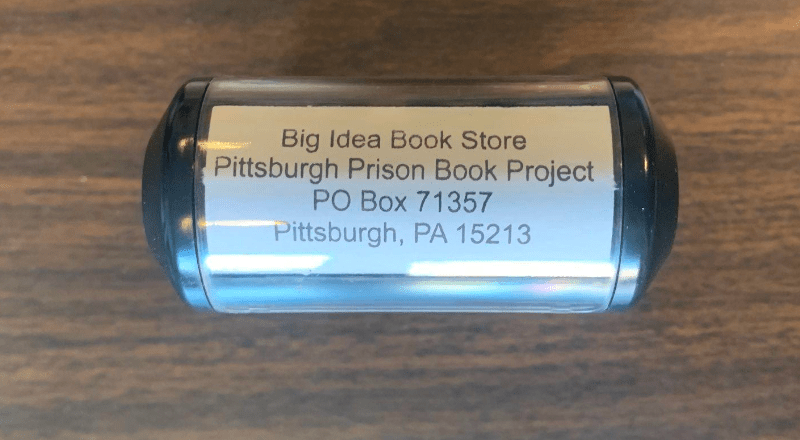 Big Idea Book Store
Pittsburgh Prison Book Project
PO Box 71357
Pittsburgh, PA 15213